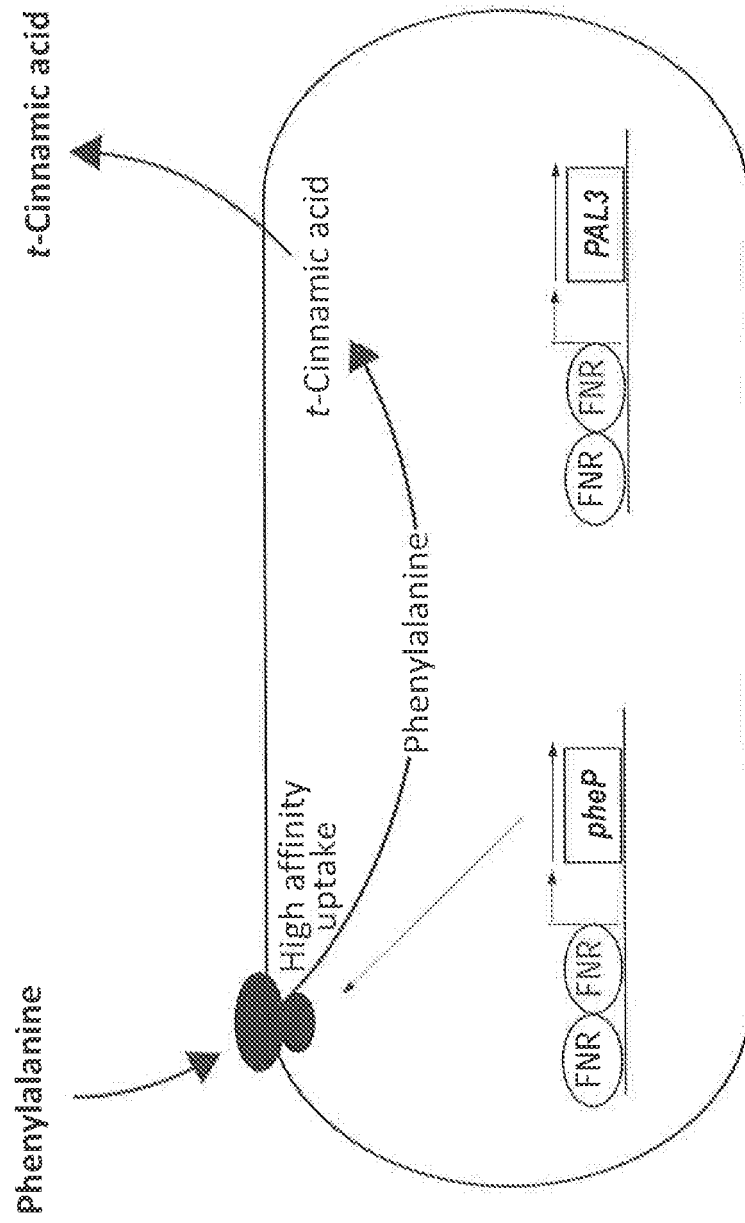 Phenylalanine
t-Cinnamic acid
High affinity
uptake
t-Cinnamic acid
Phenylalanine
FNR FNR pheP
FNR FNR PAL3